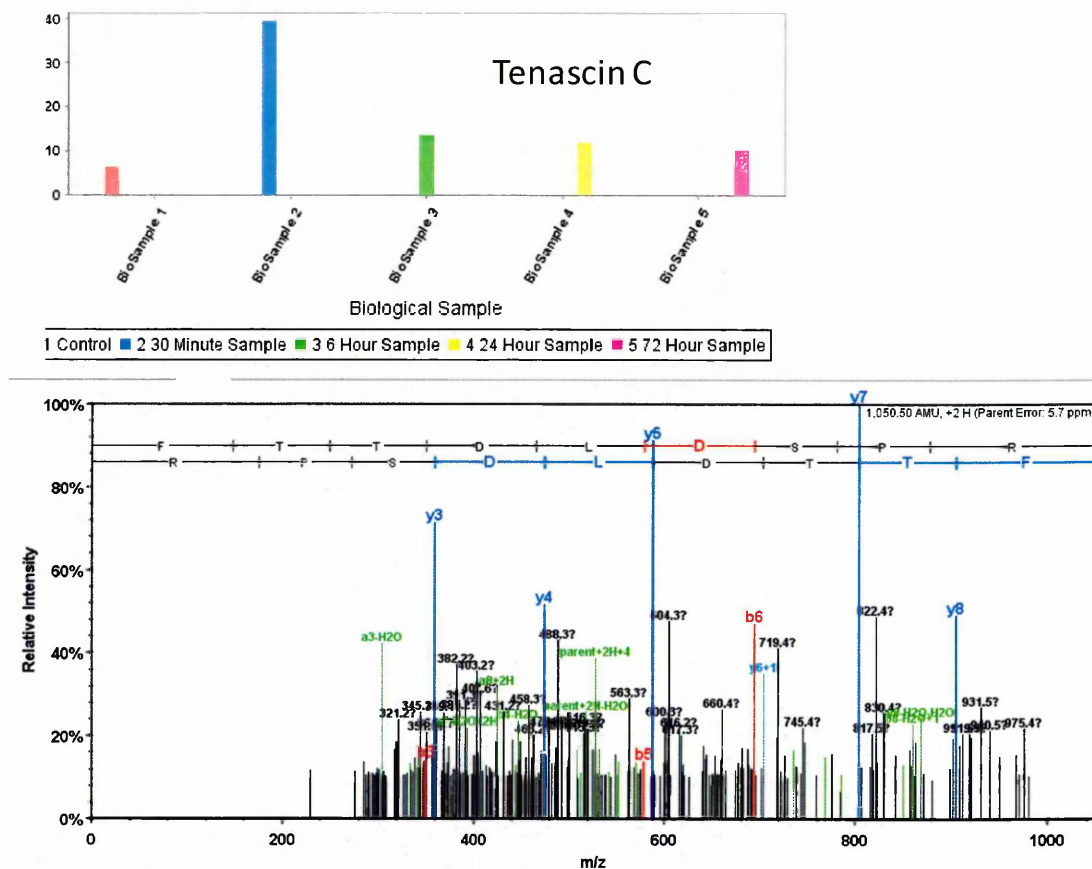 40
30
20
10
0
Tenascin C
BioSample 1
BioSample 2
BioSample 3
BioSample 4
BioSample 5
Biological Sample
1 Control 2 30 Minute Sample 3 6 Hour Sample 4 24 Hour Sample 5 72 Hour Sample
y7
100%
1,050.50 AMU, +2 H (Parent Error: 5.7 ppm
y5
F T T D L D S P R
R P S D L D T T F
80%
y3
60%
y4
y8
b6
604.3?
822.4?
488.3?
a3-H2O
719.4?
40%
382.2?
403.2?
parent+2H+4
y6+1
a8+2H
563.3?
458.3?
431.2?
345.3?
321.2?
600.3?
660.4?
830.4?
931.5?
parent+2H-H2O
646.2?
617.3?
745.4?
817.5?
975.4?
20%
b3
b5
0%
Relative Intensity
0
200
400
600
800
1000
m/z